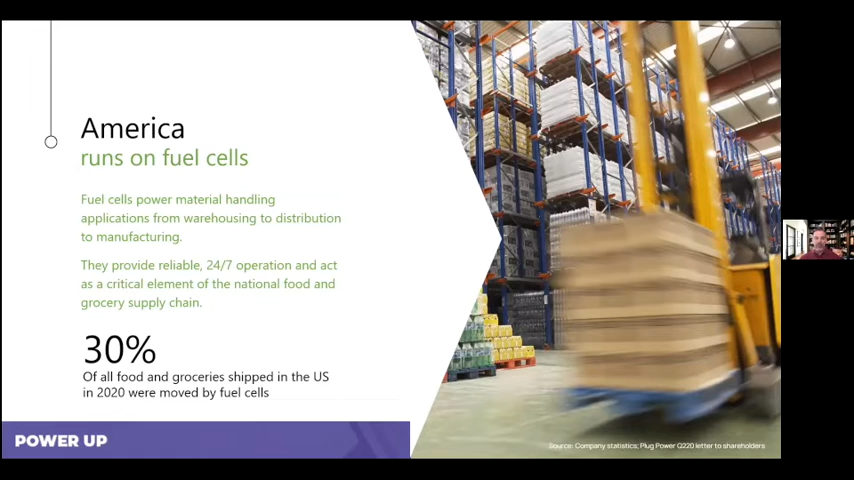 America
runs on fuel cells
Fuel cells power material handling
applications from warehousing to distribution
to manufacturing.
They provide reliable, 24/7 operation and act
as a critical element of the national food and
grocery supply chain.
30%
Of all food and groceries shipped in the US
in 2020 were moved by fuel cells
POWER UP
Source: Company statistics; Plug Power Q220 letter to shareholders